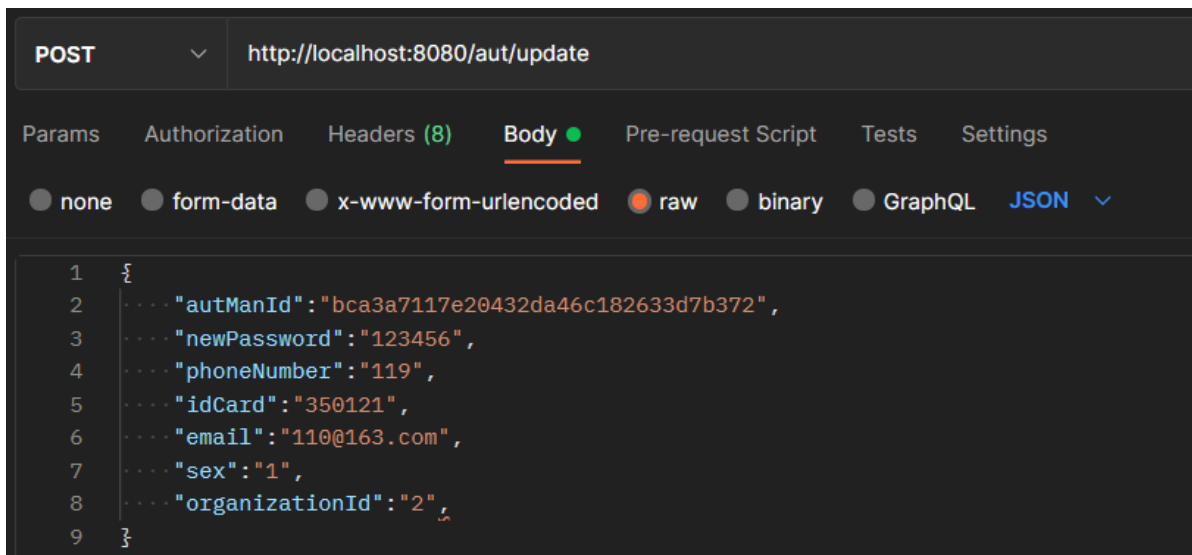 POST http://localhost:8080/aut/update
Params Authorization Headers (8) Body Pre-request Script Tests Settings
none form-data x-www-form-urlencoded raw binary GraphQL JSON
1 {
2 ····"autManId":"bca3a7117e20432da46c182633d7b372",
3 ····"newPassword":"123456",
4 ····"phoneNumber":"119",
5 ····"idCard":"350121",
6 ····"email":"110@163.com",
7 ····"sex":"1",
8 ····"organizationId":"2",
9 }